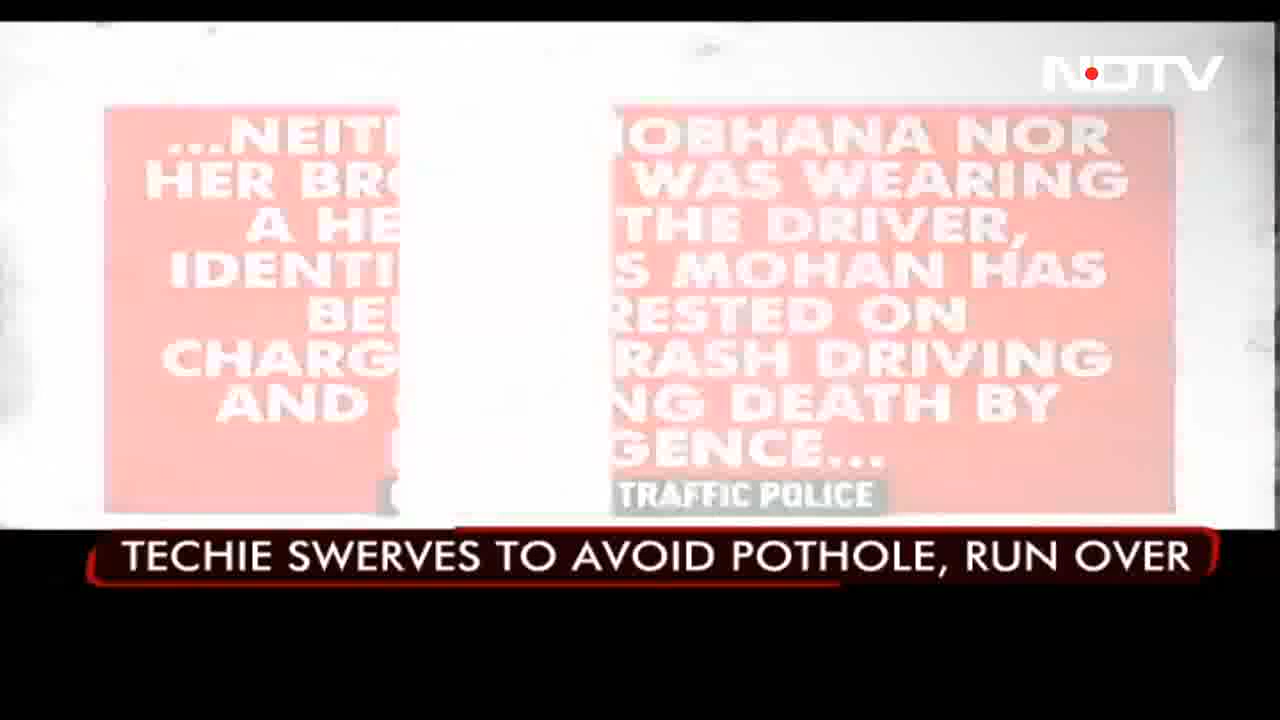 NDTV
...NEIT OBHANA NOR
HER BRO WAS WEARING
A HE THE DRIVER,
IDENTI S MOHAN HAS
BE RESTED ON
CHARG RASH DRIVING
AND NG DEATH BY
GENCE...
TRAFFIC POLICE
TECHIE SWERVES TO AVOID POTHOLE, RUN OVER